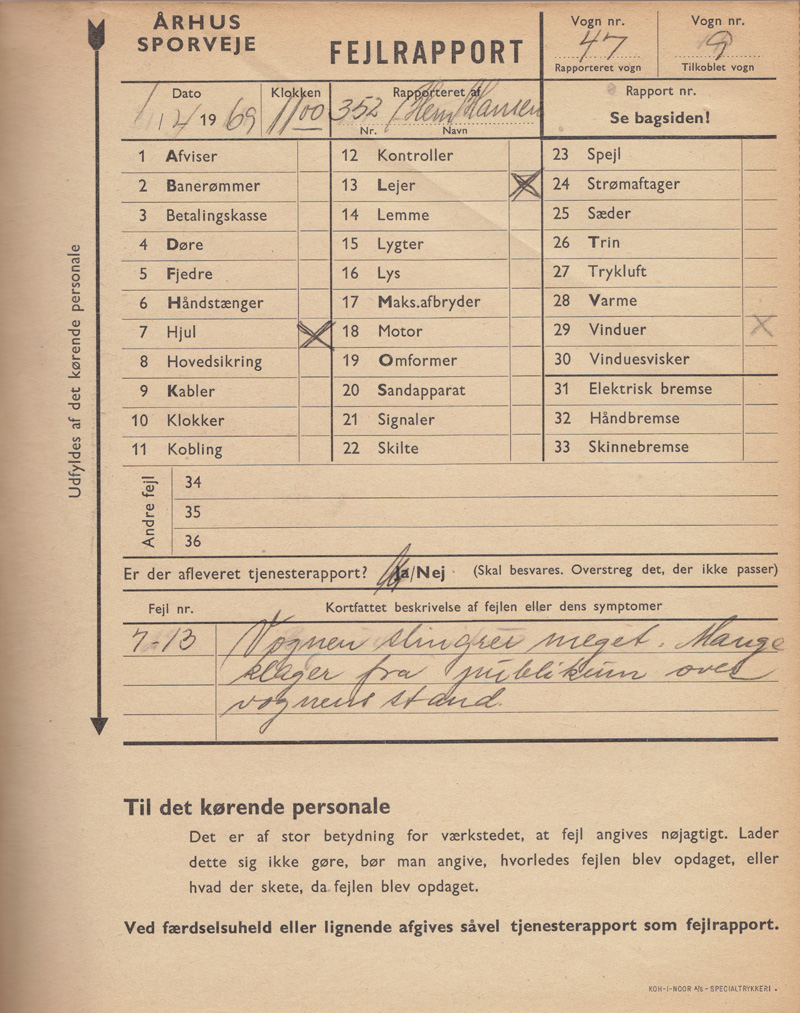 ÅRHUS
SPORVEJE
FEJLRAPPORT
Vogn nr.
47
Rapporteret vogn
Vogn nr.
9
Tilkoblet vogn
Dato
1969
Klokken
1100
Rapporteret af
352 Hansen
Nr. Navn
Rapport nr.
Se bagsiden!
Udfyldes af det kørende personale
1 Afviser
2 Banerømmer
3 Betalingskasse
4 Døre
5 Fjedre
6 Håndstænger
7 Hjul X
8 Hovedsikring
9 Kabler
10 Klokker
11 Kobling
12 Kontroller
13 Lejer X
14 Lemme
15 Lygter
16 Lys
17 Maks.afbryder
18 Motor
19 Omformer
20 Sandapparat
21 Signaler
22 Skilte
23 Spejl
24 Strømaftager
25 Sæder
26 Trin
27 Trykluft
28 Varme
29 Vinduer X
30 Vinduesvisker
31 Elektrisk bremse
32 Håndbremse
33 Skinnebremse
Andre fejl
34
35
36
Er der afleveret tjenesterapport? Ja/Nej (Skal besvares. Overstreg det, der ikke passer)
Fejl nr. Kortfattet beskrivelse af fejlen eller dens symptomer
7-13 Vognen slingrer meget. Mange
klager fra publikum over
vognens stand.
Til det kørende personale
Det er af stor betydning for værkstedet, at fejl angives nøjagtigt. Lader
dette sig ikke gøre, bør man angive, hvorledes fejlen blev opdaget, eller
hvad der skete, da fejlen blev opdaget.
Ved færdselsuheld eller lignende afgives såvel tjenesterapport som fejlrapport.
KOH-I-NOOR A/S - SPECIALTRYKKERI .